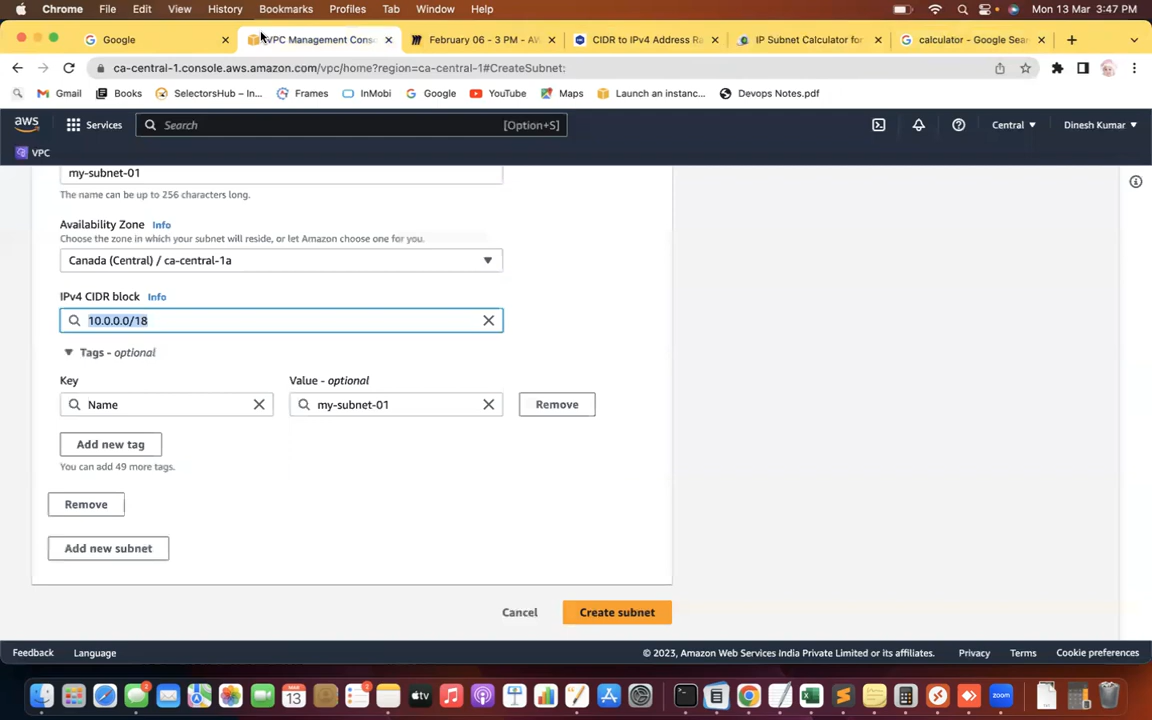 Chrome File Edit View History Bookmarks Profiles Tab Window Help Mon 13 Mar 3:47 PM
Google VPC Management Cons February 06 - 3 PM - AW CIDR to IPv4 Address Ra IP Subnet Calculator for calculator - Google Sear
ca-central-1.console.aws.amazon.com/vpc/home?region=ca-central-1#CreateSubnet:
Gmail Books SelectorsHub – In... Frames InMobi Google YouTube Maps Launch an instanc... Devops Notes.pdf
aws Services Search [Option+S] Central Dinesh Kumar
VPC
my-subnet-01
The name can be up to 256 characters long.
Availability Zone Info
Choose the zone in which your subnet will reside, or let Amazon choose one for you.
Canada (Central) / ca-central-1a
IPv4 CIDR block Info
10.0.0.0/18
Tags - optional
Key Value - optional
Name my-subnet-01 Remove
Add new tag
You can add 49 more tags.
Remove
Add new subnet
Cancel Create subnet
Feedback Language © 2023, Amazon Web Services India Private Limited or its affiliates. Privacy Terms Cookie preferences
MAR
13
tv
zoom